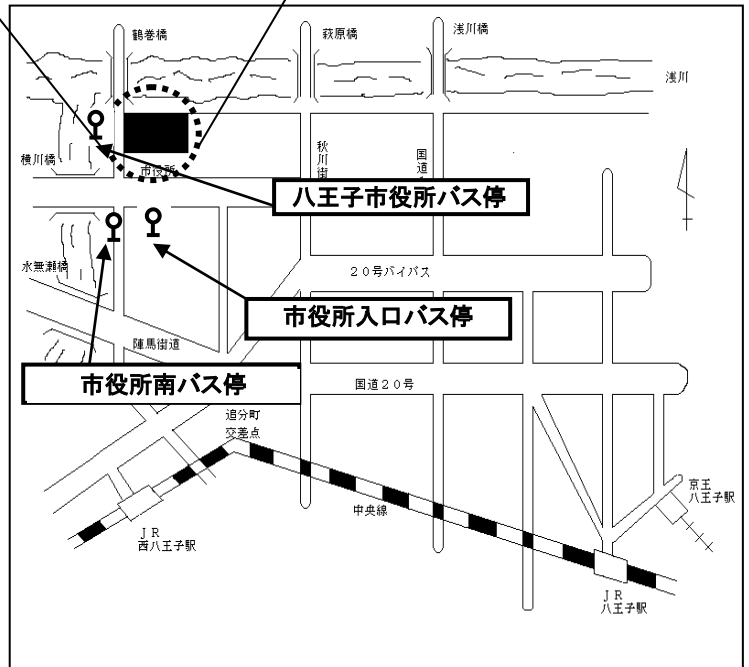 鶴巻橋
萩原橋
浅川橋
浅川
横川橋
市役所
秋川街
国道
八王子市役所バス停
水無瀬橋
20号バイパス
市役所入口バス停
陣馬街道
市役所南バス停
国道20号
追分町
交差点
中央線
京王
八王子駅
JR
西八王子駅
JR
八王子駅